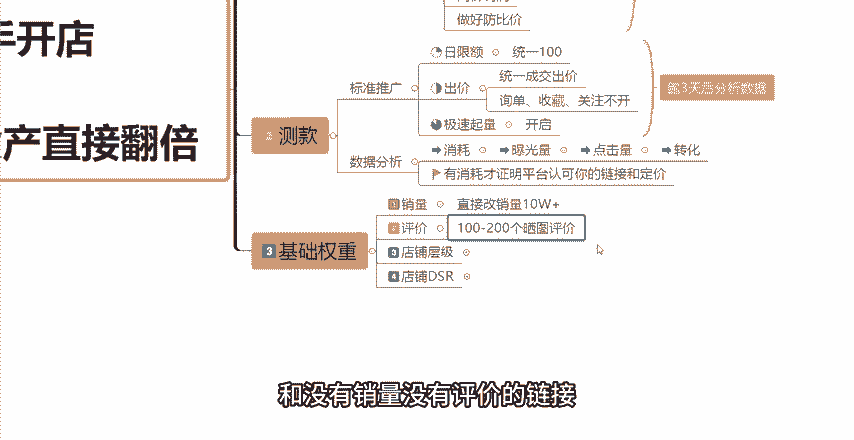 手开店
产直接翻倍
做好防比价
标准推广
日限额
统一100
出价
统一成交出价
询单、收藏、关注不开
极速起量
开启
第3天后分析数据
2 测款
数据分析
消耗
曝光量
点击量
转化
有消耗才证明平台认可你的链接和定价
3 基础权重
1 销量
直接改销量10W+
2 评价
100-200个晒图评价
3 店铺层级
4 店铺DSR
和没有销量没有评价的链接